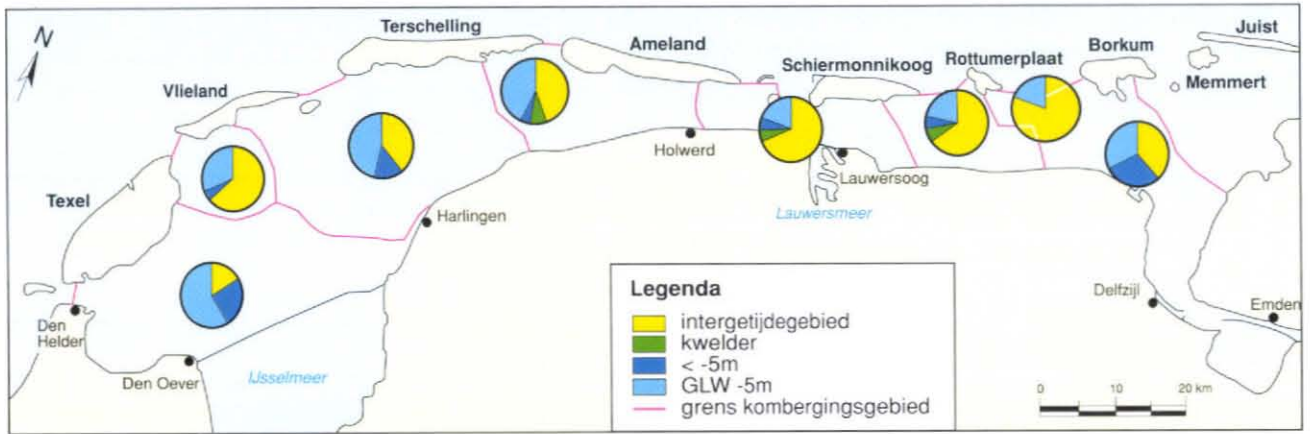 N
Terschelling
Ameland
Schiermonnikoog
Rottumerplaat
Borkum
Juist
Memmert
Vlieland
Texel
Holwerd
Lauwersoog
Lauwersmeer
Harlingen
Den
Helder
Den Oever
IJsselmeer
Delfzijl
Emden
Legenda
intergetijdegebied
kwelder
< -5m
GLW -5m
grens kombergingsgebied
0 10 20 km